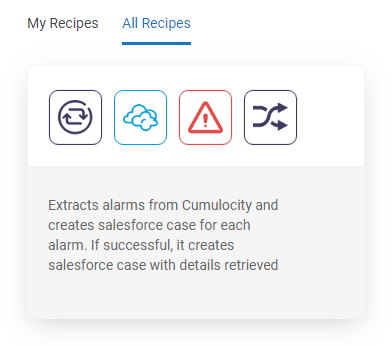 My Recipes All Recipes
Extracts alarms from Cumulocity and
creates salesforce case for each
alarm. If successful, it creates
salesforce case with details retrieved